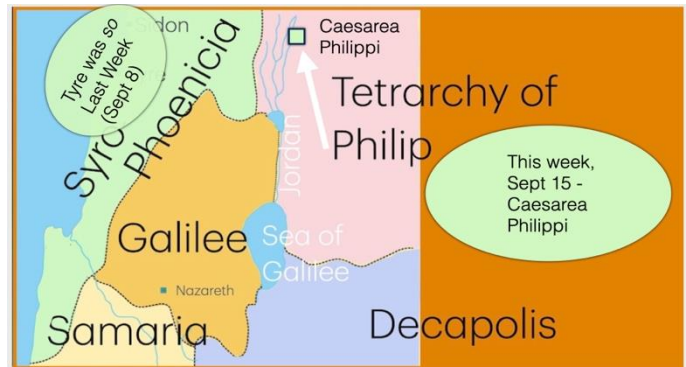 Sidon
Tyre was so
Last Week
(Sept 8)
Syro
Phoenicia
Caesarea
Philippi
Tetrarchy of
Philip
Jordan
This week,
Sept 15 -
Caesarea
Philippi
Galilee
Sea of
Galilee
Nazareth
Samaria
Decapolis